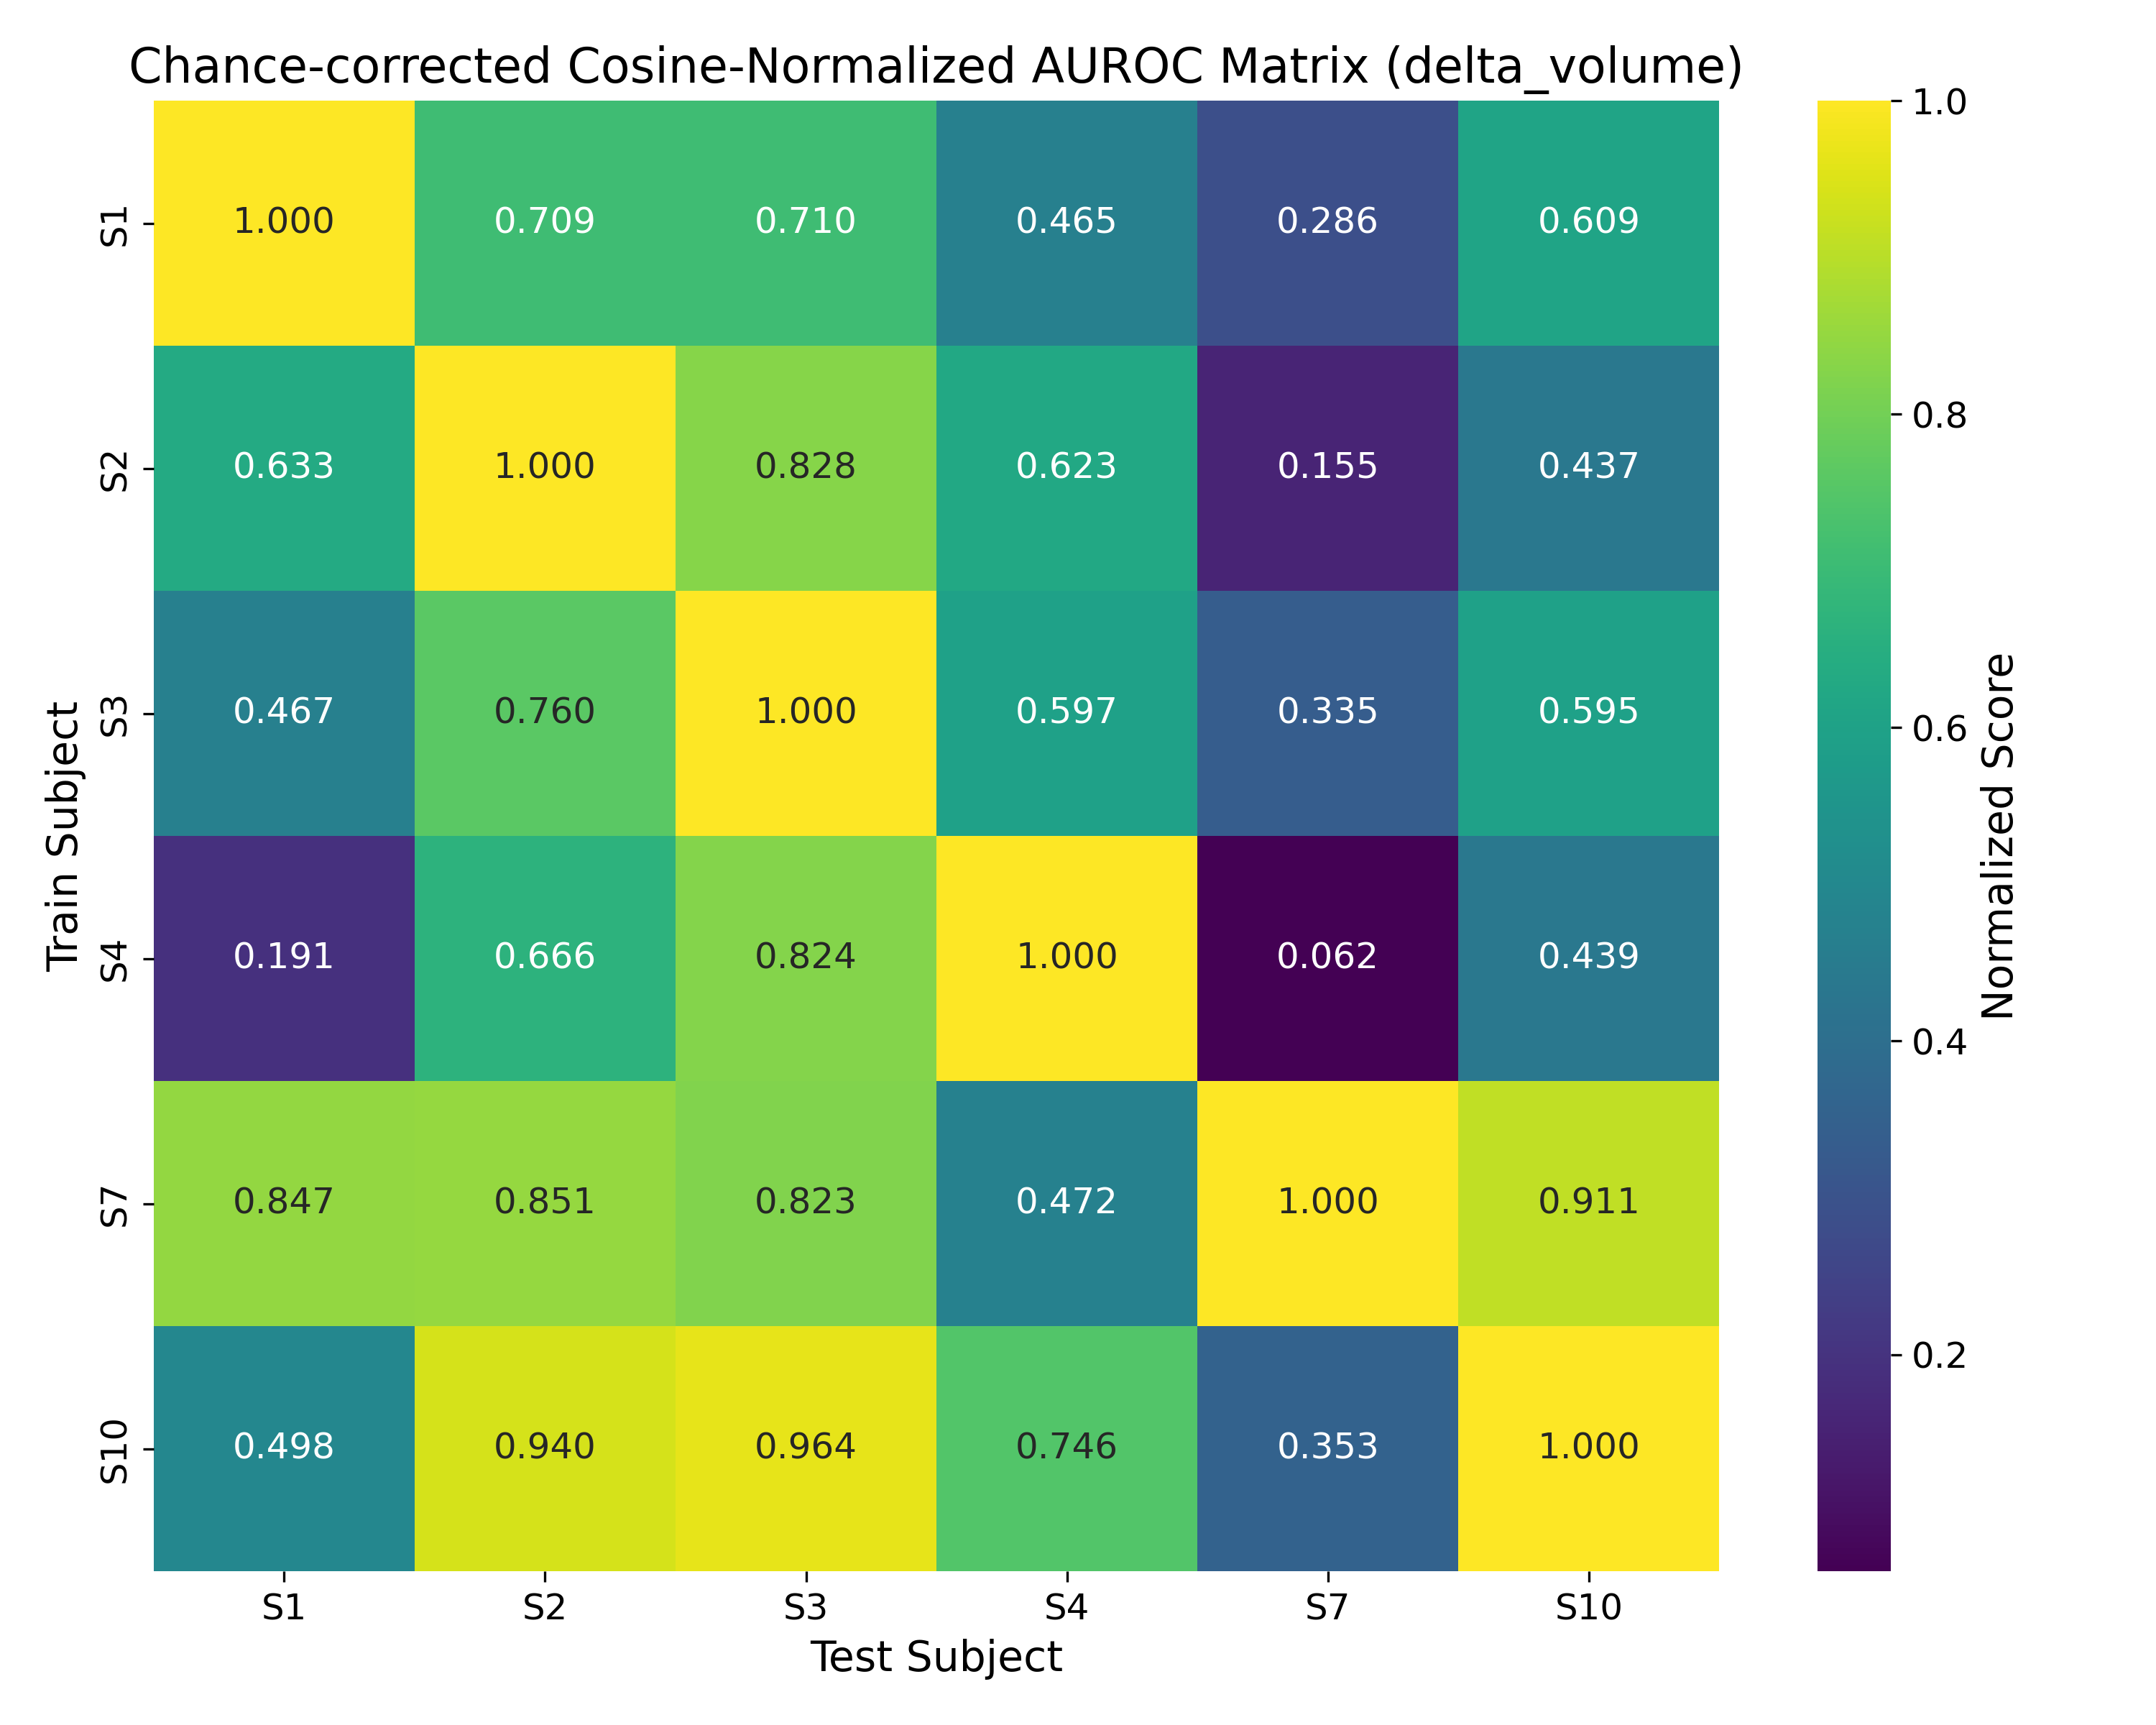 Chance-corrected Cosine-Normalized AUROC Matrix (delta_volume)
Train Subject
S1 1.000 0.709 0.710 0.465 0.286 0.609
S2 0.633 1.000 0.828 0.623 0.155 0.437
S3 0.467 0.760 1.000 0.597 0.335 0.595
S4 0.191 0.666 0.824 1.000 0.062 0.439
S7 0.847 0.851 0.823 0.472 1.000 0.911
S10 0.498 0.940 0.964 0.746 0.353 1.000
S1 S2 S3 S4 S7 S10
Test Subject
1.0
0.8
0.6
0.4
0.2
Normalized Score